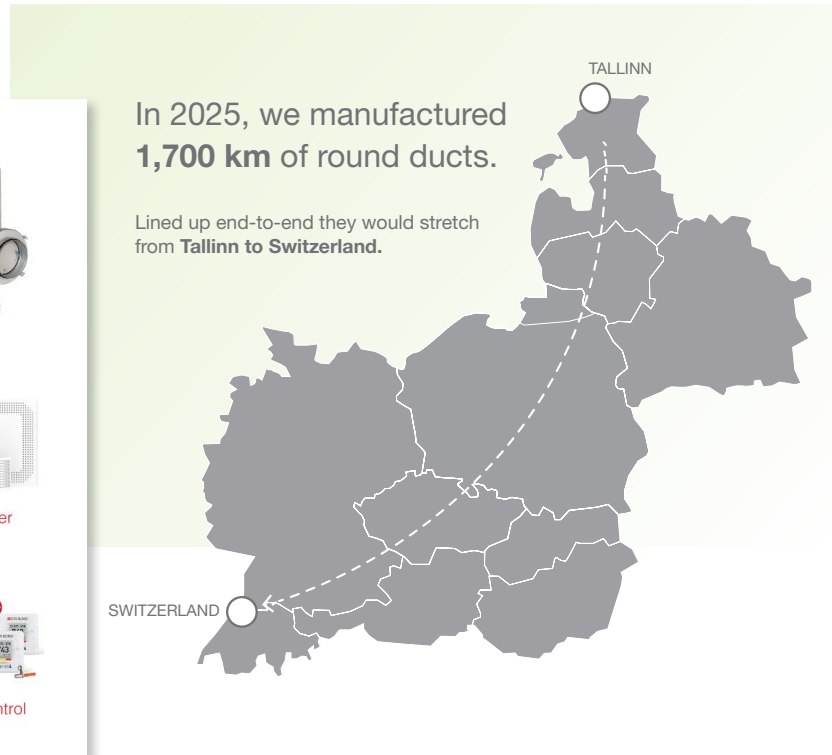 TALLINN
In 2025, we manufactured
1,700 km of round ducts.
Lined up end-to-end they would stretch
from Tallinn to Switzerland.
SWITZERLAND
er
ntrol